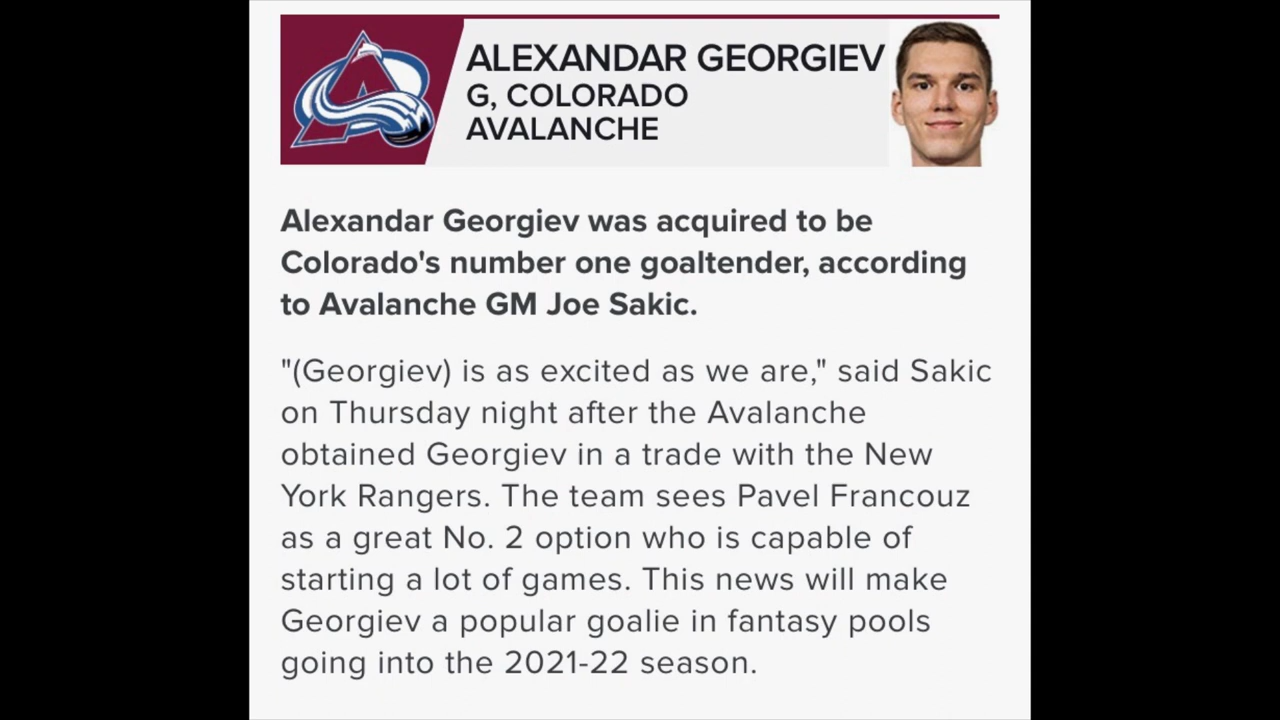 ALEXANDAR GEORGIEV
G, COLORADO
AVALANCHE
Alexandar Georgiev was acquired to be
Colorado's number one goaltender, according
to Avalanche GM Joe Sakic.
"(Georgiev) is as excited as we are," said Sakic
on Thursday night after the Avalanche
obtained Georgiev in a trade with the New
York Rangers. The team sees Pavel Francouz
as a great No. 2 option who is capable of
starting a lot of games. This news will make
Georgiev a popular goalie in fantasy pools
going into the 2021-22 season.